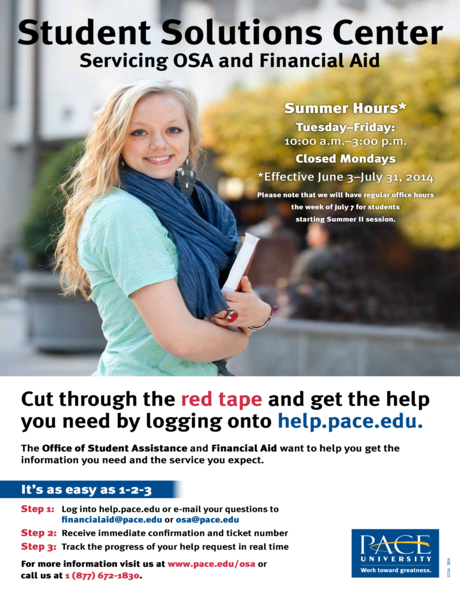 Student Solutions Center
Servicing OSA and Financial Aid
Summer Hours*
Tuesday–Friday:
10:00 a.m.–3:00 p.m.
Closed Mondays
*Effective June 3–July 31, 2014
Please note that we will have regular office hours
the week of July 7 for students
starting Summer II session.
Cut through the red tape and get the help
you need by logging onto help.pace.edu.
The Office of Student Assistance and Financial Aid want to help you get the
information you need and the service you expect.
It's as easy as 1-2-3
Step 1: Log into help.pace.edu or e-mail your questions to
financialaid@pace.edu or osa@pace.edu
Step 2: Receive immediate confirmation and ticket number
Step 3: Track the progress of your help request in real time
For more information visit us at www.pace.edu/osa or
call us at 1 (877) 672-1830.
PACE
UNIVERSITY
Work toward greatness.